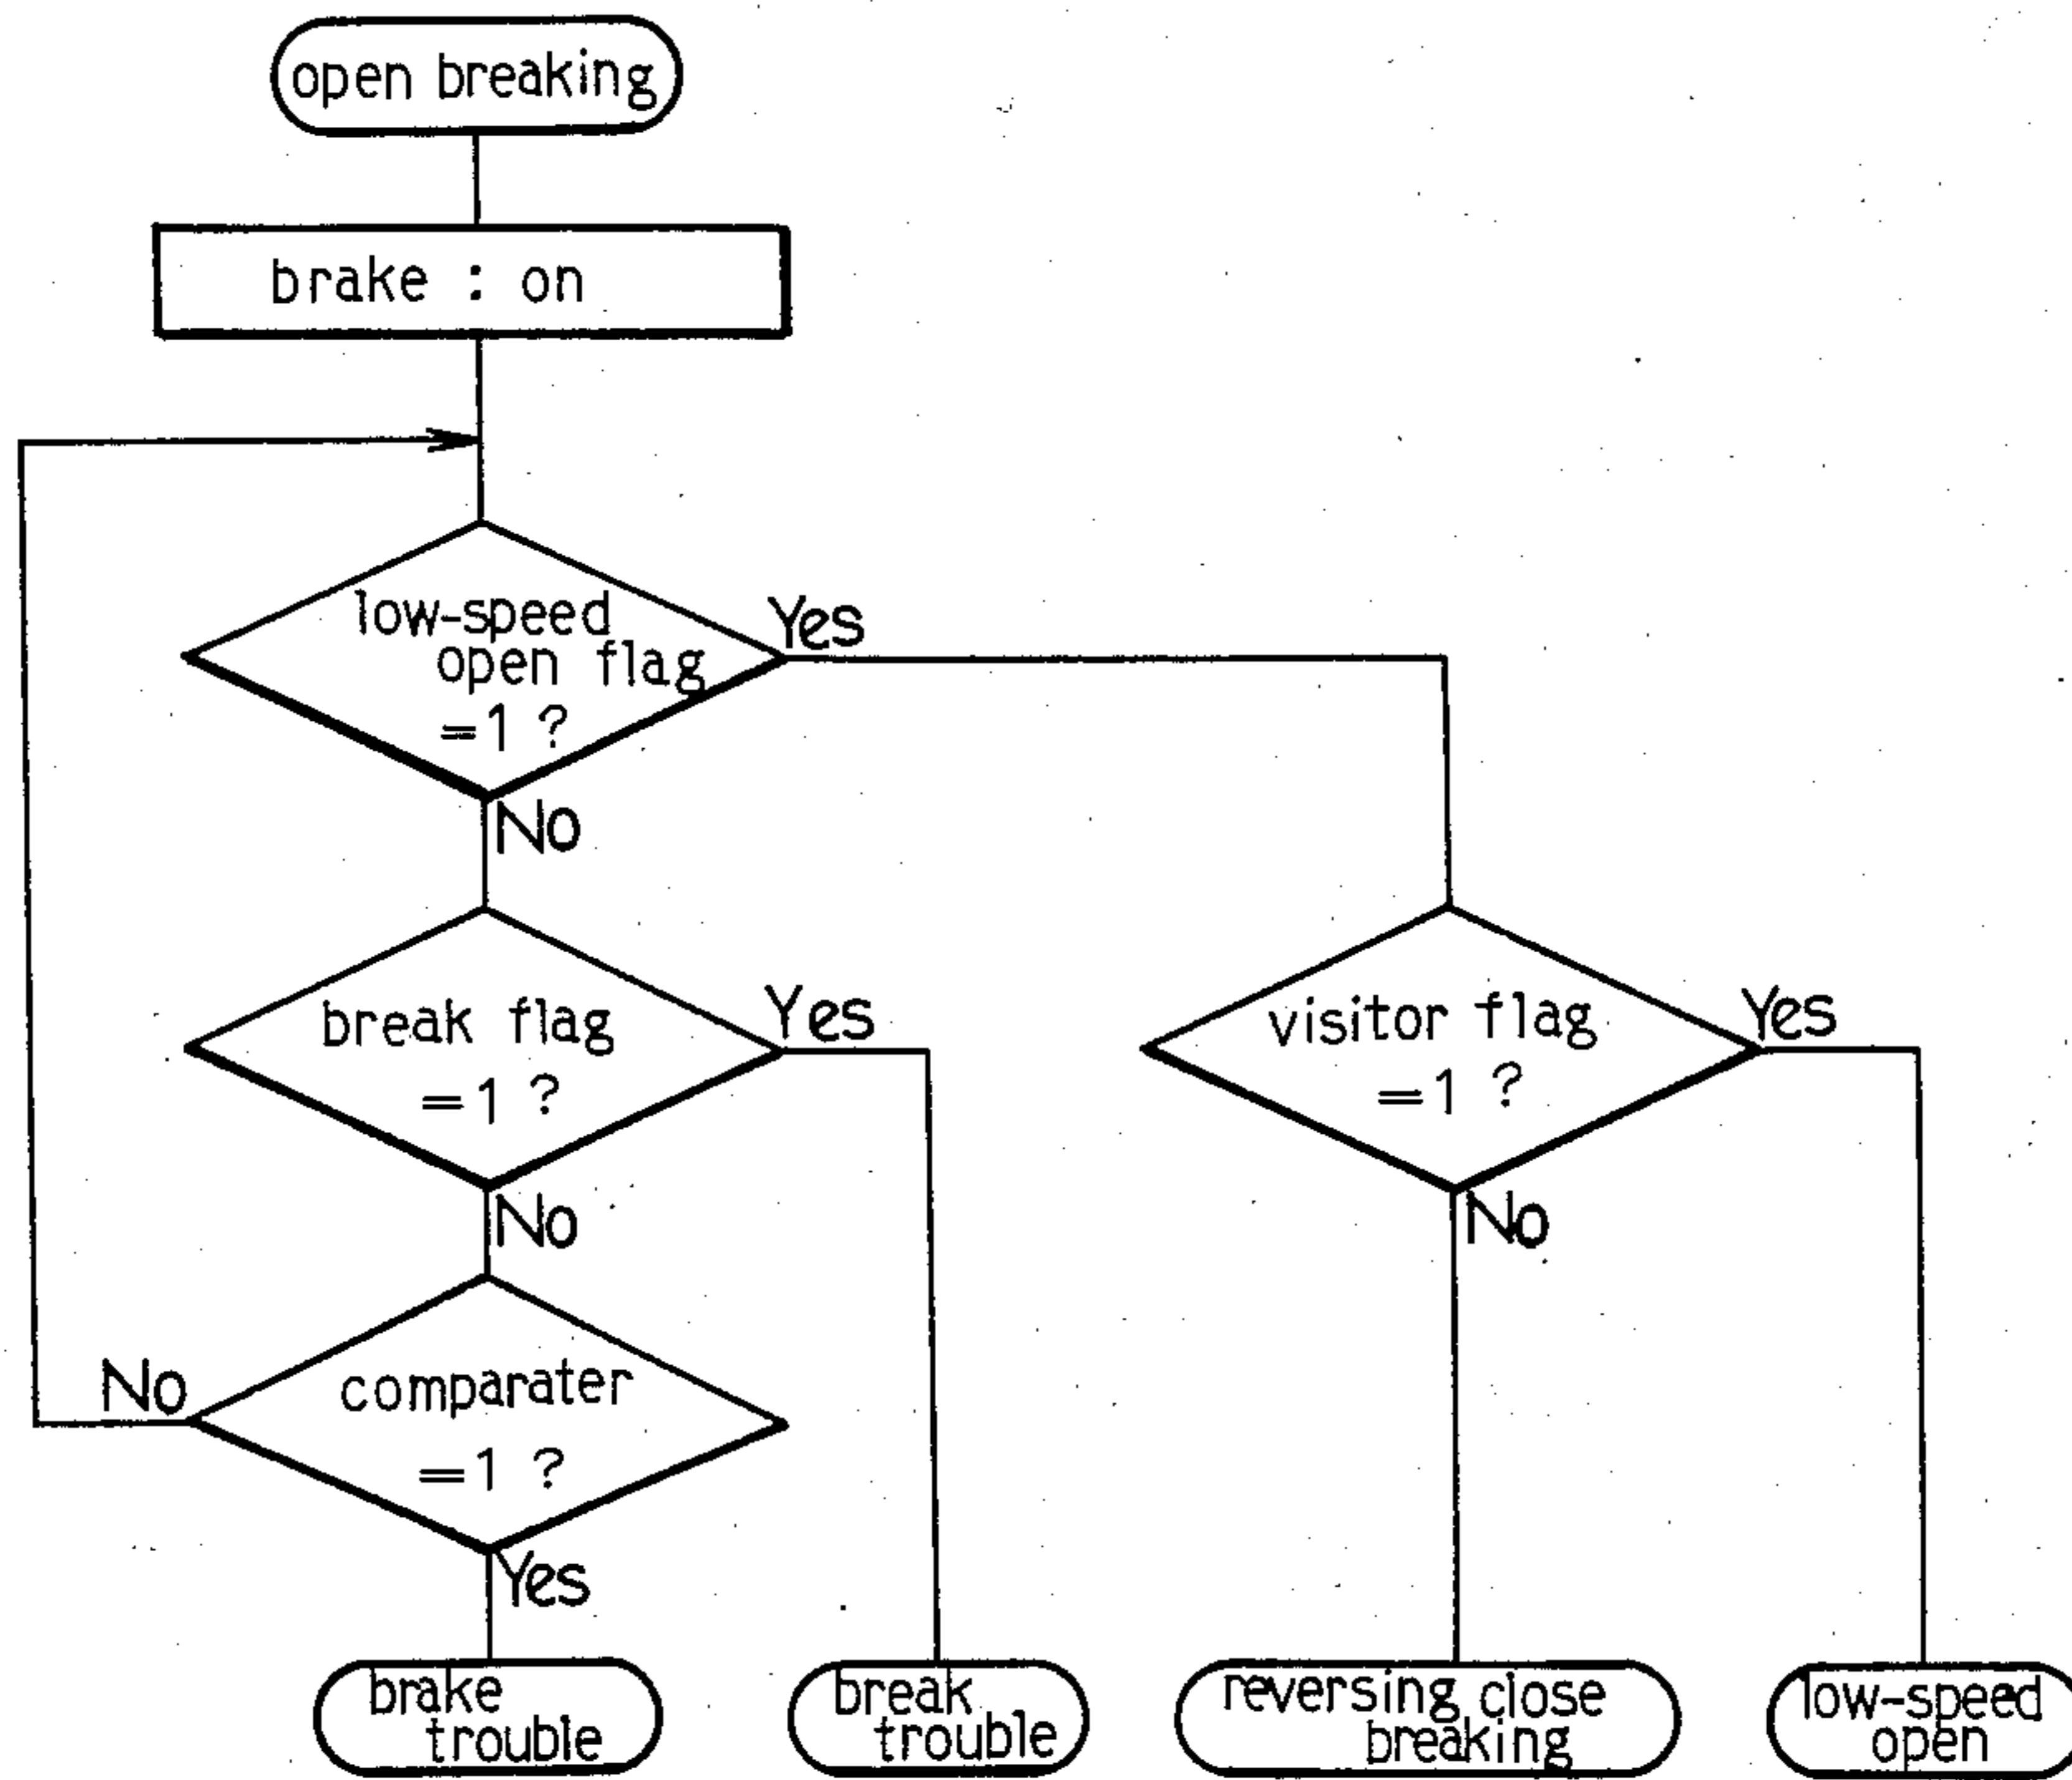 open breaking
brake : on
low-speed
open flag
=1 ?
Yes
No
break flag
=1 ?
Yes
No
visitor flag
=1 ?
Yes
No
comparater
=1 ?
No
Yes
brake
trouble
break
trouble
reversing close
breaking
low-speed
open